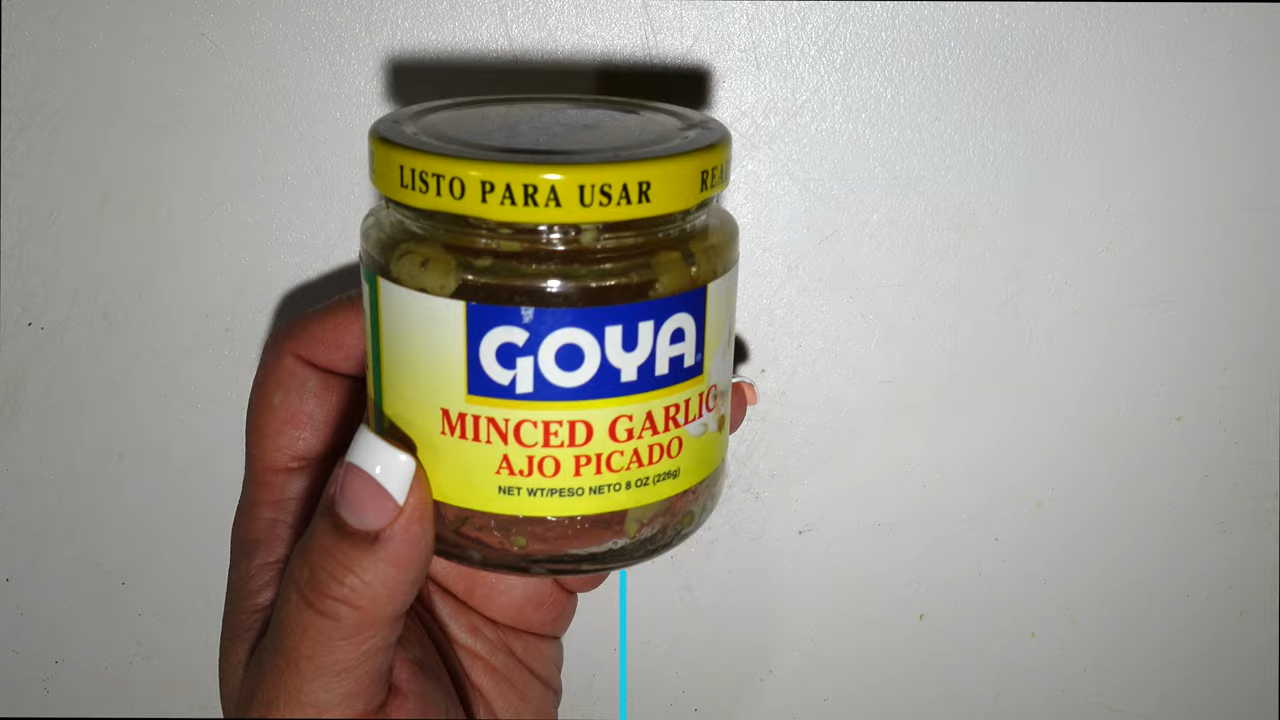 LISTO PARA USAR
GOYA
MINCED GARLIC
AJO PICADO
NET WT/PESO NETO 8 OZ (226g)